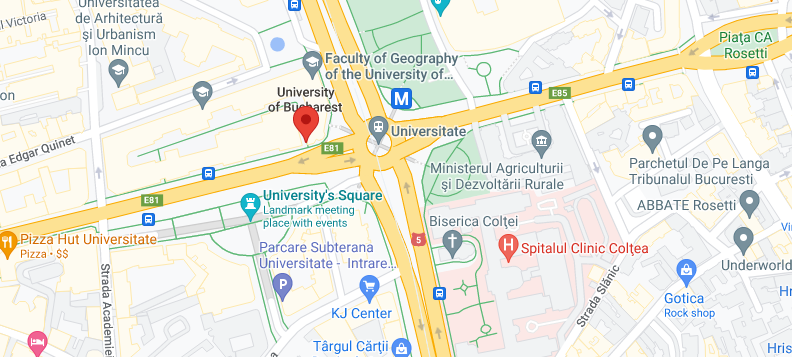 l Victoria
Universitatea
de Arhitectură
și Urbanism
Ion Mincu
Faculty of Geography
of the University of...
Piața CA
Rosetti
University
of Bucharest
M
E85
Universitate
E81
a Edgar Quinet
Ministerul Agriculturii
și Dezvoltării Rurale
Parchetul De Pe Langa
Tribunalul Bucuresti
ABBATE Rosetti
E81
University's Square
Landmark meeting
place with events
Biserica Colței
5
H
Spitalul Clinic Colțea
Pizza Hut Universitate
Pizza • $$
Parcare Subterana
Universitate - Intrare...
P
Underworld
Strada Academiei
Strada Slănic
Gotica
Rock shop
KJ Center
Târgul Cărții